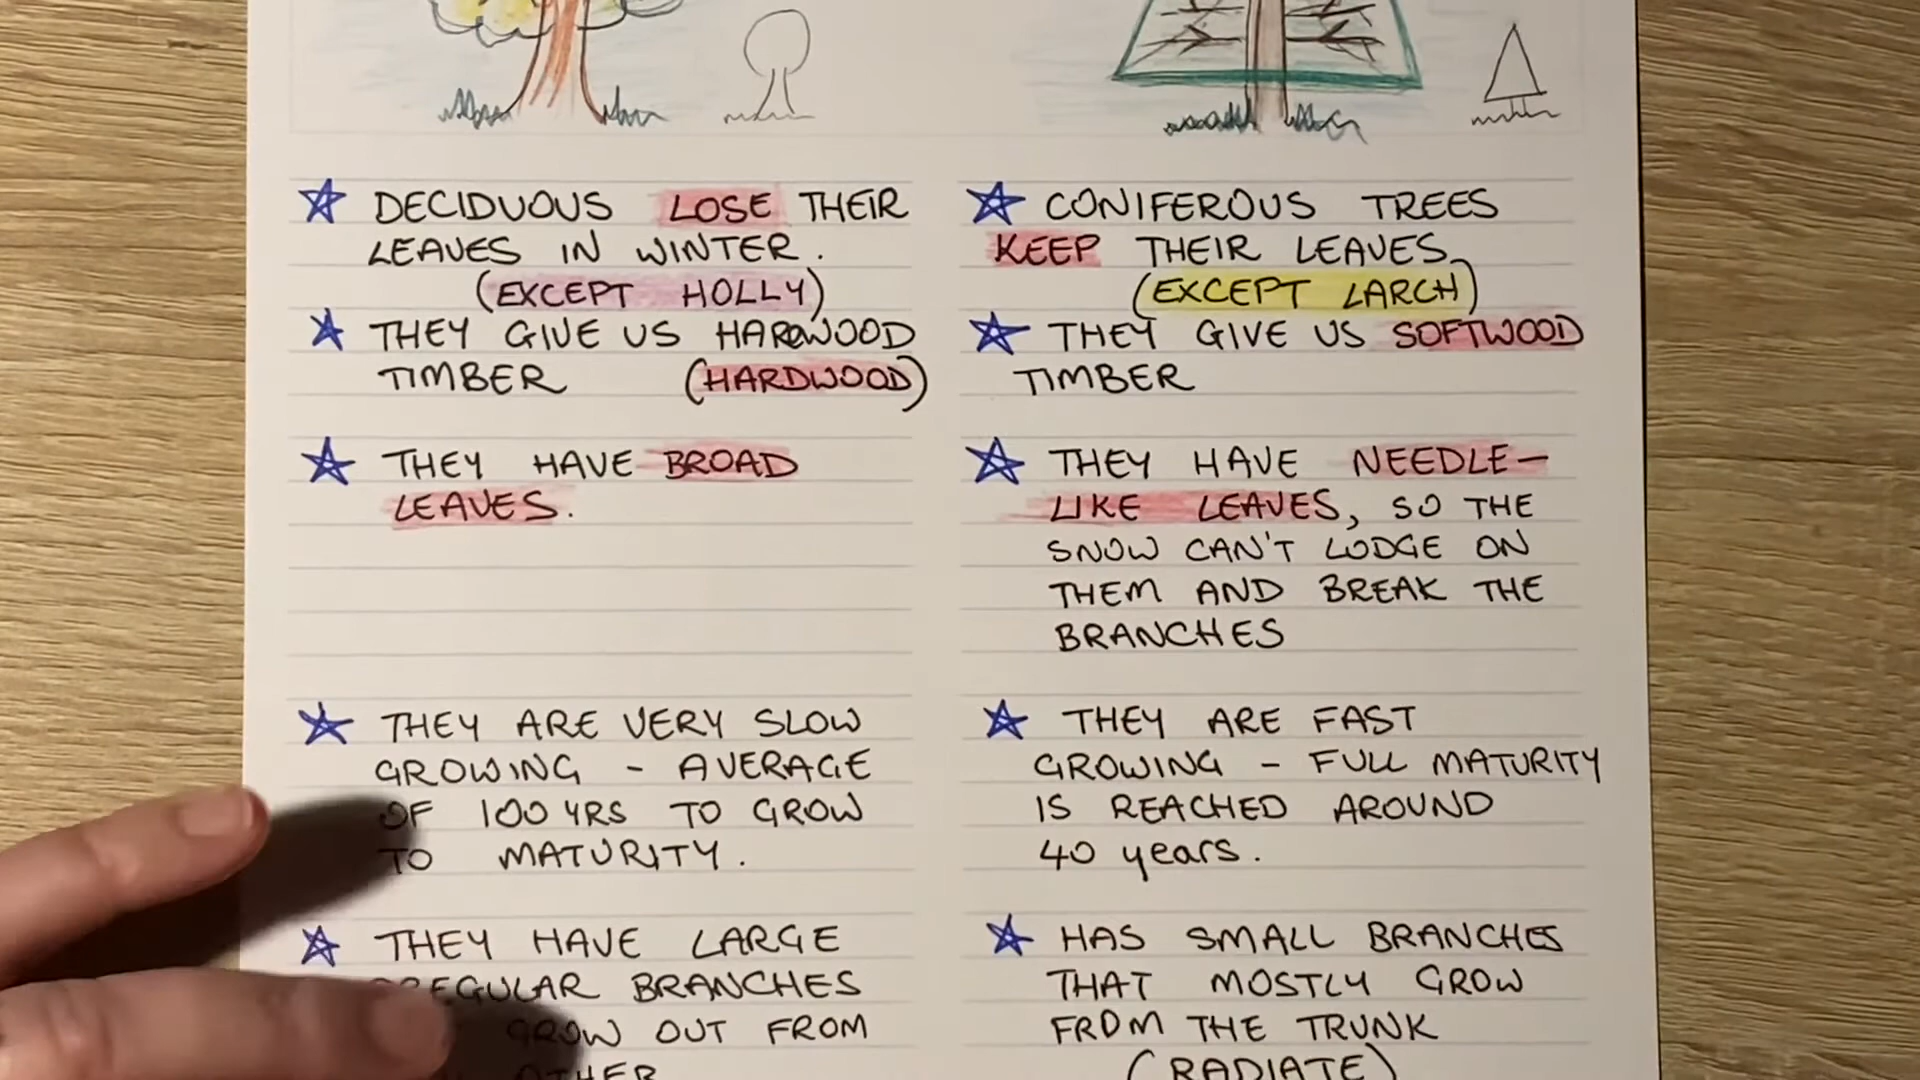 DECIDUOUS LOSE THEIR
LEAVES IN WINTER.
(EXCEPT HOLLY)
THEY GIVE US HARDWOOD
TIMBER (HARDWOOD)
THEY HAVE BROAD
LEAVES.
THEY ARE VERY SLOW
GROWING - AVERAGE
OF 100 YRS TO GROW
TO MATURITY.
THEY HAVE LARGE
BRANCHES
GROW OUT FROM
OTHER
CONIFEROUS TREES
KEEP THEIR LEAVES
(EXCEPT LARCH)
THEY GIVE US SOFTWOOD
TIMBER
THEY HAVE NEEDLE-
LIKE LEAVES, SO THE
SNOW CAN'T LODGE ON
THEM AND BREAK THE
BRANCHES
THEY ARE FAST
GROWING - FULL MATURITY
IS REACHED AROUND
40 years.
HAS SMALL BRANCHES
THAT MOSTLY GROW
FROM THE TRUNK
(RADIATE)